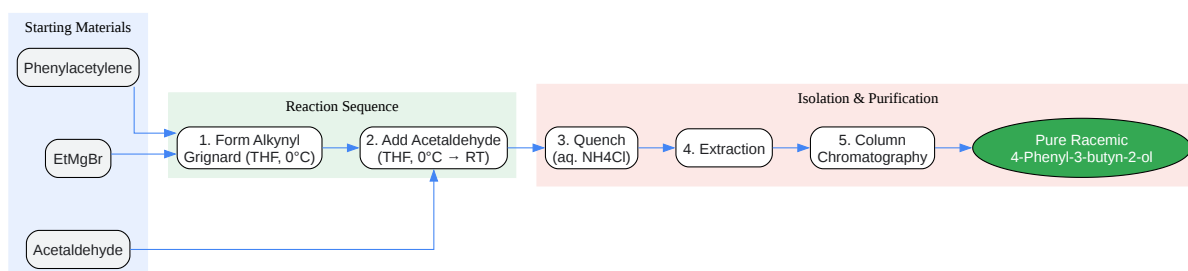 Starting Materials
Phenylacetylene
EtMgBr
Acetaldehyde
Reaction Sequence
1. Form Alkynyl
Grignard (THF, 0°C)
2. Add Acetaldehyde
(THF, 0°C → RT)
Isolation & Purification
3. Quench
(aq. NH4Cl)
4. Extraction
5. Column
Chromatography
Pure Racemic
4-Phenyl-3-butyn-2-ol